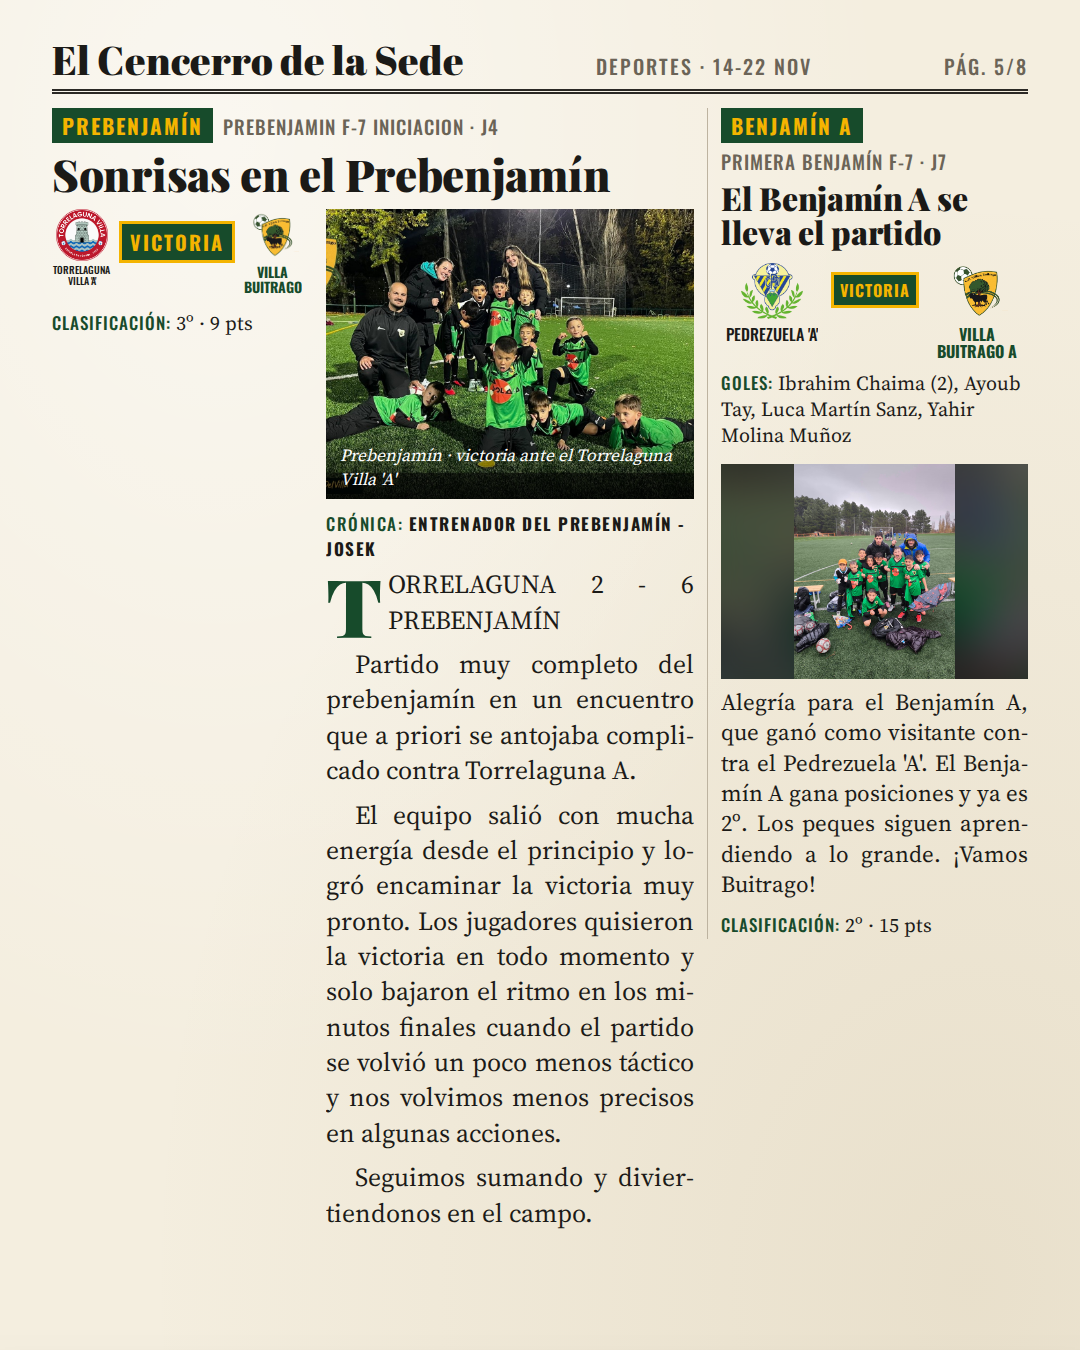 El Cencerro de la Sede
DEPORTES · 14-22 NOV
PÁG. 5/8
PREBENJAMÍN
PREBENJAMIN F-7 INICIACION · J4
Sonrisas en el Prebenjamín
TORRELAGUNA VILLA
VICTORIA
TORRELAGUNA
VILLA 'A'
VILLA
BUITRAGO
CLASIFICACIÓN: 3º · 9 pts
Prebenjamín · victoria ante el Torrelaguna
Villa 'A'
CRÓNICA: ENTRENADOR DEL PREBENJAMÍN -
JOSEK
TORRELAGUNA 2 - 6
PREBENJAMÍN
Partido muy completo del
prebenjamín en un encuentro
que a priori se antojaba compli-
cado contra Torrelaguna A.
El equipo salió con mucha
energía desde el principio y lo-
gró encaminar la victoria muy
pronto. Los jugadores quisieron
la victoria en todo momento y
solo bajaron el ritmo en los mi-
nutos finales cuando el partido
se volvió un poco menos táctico
y nos volvimos menos precisos
en algunas acciones.
Seguimos sumando y divier-
tiendonos en el campo.
BENJAMÍN A
PRIMERA BENJAMÍN F-7 · J7
El Benjamín A se
lleva el partido
VICTORIA
PEDREZUELA 'A'
VILLA
BUITRAGO A
GOLES: Ibrahim Chaima (2), Ayoub
Tay, Luca Martín Sanz, Yahir
Molina Muñoz
Alegría para el Benjamín A,
que ganó como visitante con-
tra el Pedrezuela 'A'. El Benja-
mín A gana posiciones y ya es
2º. Los peques siguen apren-
diendo a lo grande. ¡Vamos
Buitrago!
CLASIFICACIÓN: 2º · 15 pts